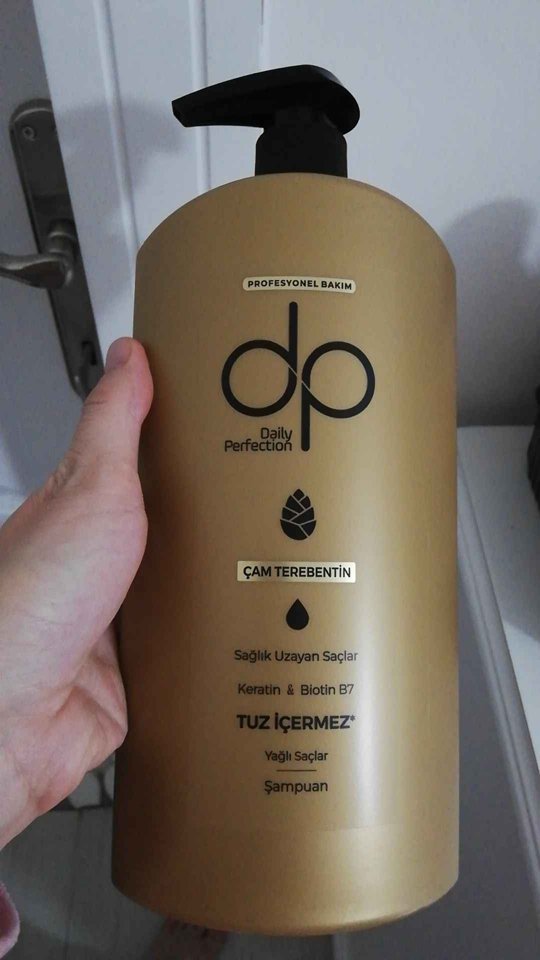 PROFESYONEL BAKIM
dp
Daily
Perfection
ÇAM TEREBENTİN
Sağlık Uzayan Saçlar
Keratin & Biotin B7
TUZ İÇERMEZ*
Yağlı Saçlar
Şampuan